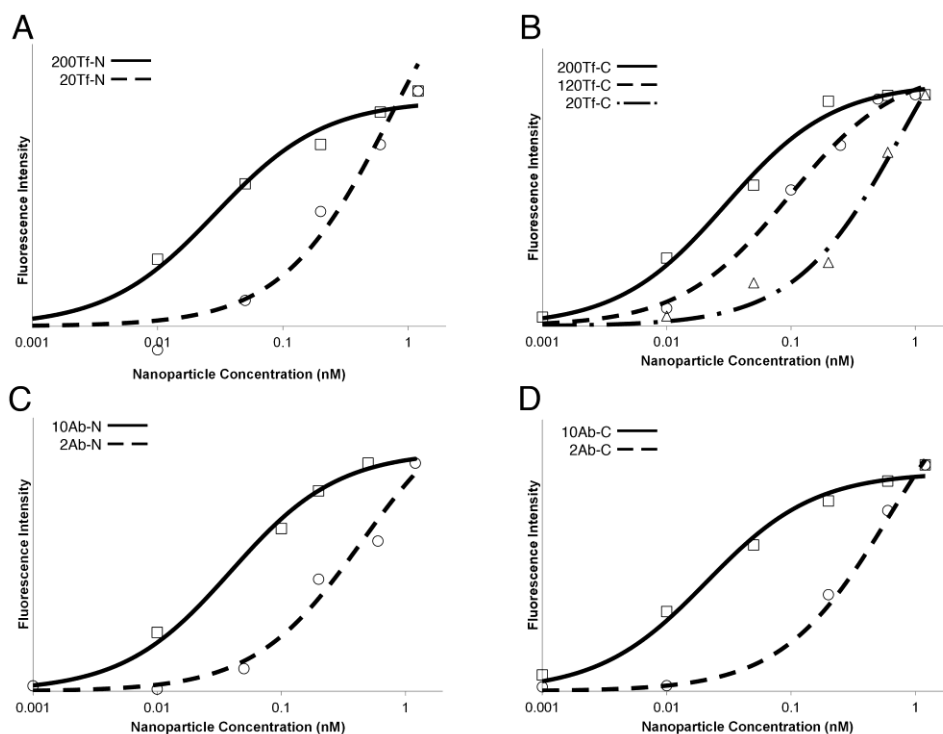 A
200Tf-N
20Tf-N
Fluorescence Intensity
0.001
0.01
0.1
1
Nanoparticle Concentration (nM)
B
200Tf-C
120Tf-C
20Tf-C
Fluorescence Intensity
0.001
0.01
0.1
1
Nanoparticle Concentration (nM)
C
10Ab-N
2Ab-N
Fluorescence Intensity
0.001
0.01
0.1
1
Nanoparticle Concentration (nM)
D
10Ab-C
2Ab-C
Fluorescence Intensity
0.001
0.01
0.1
1
Nanoparticle Concentration (nM)